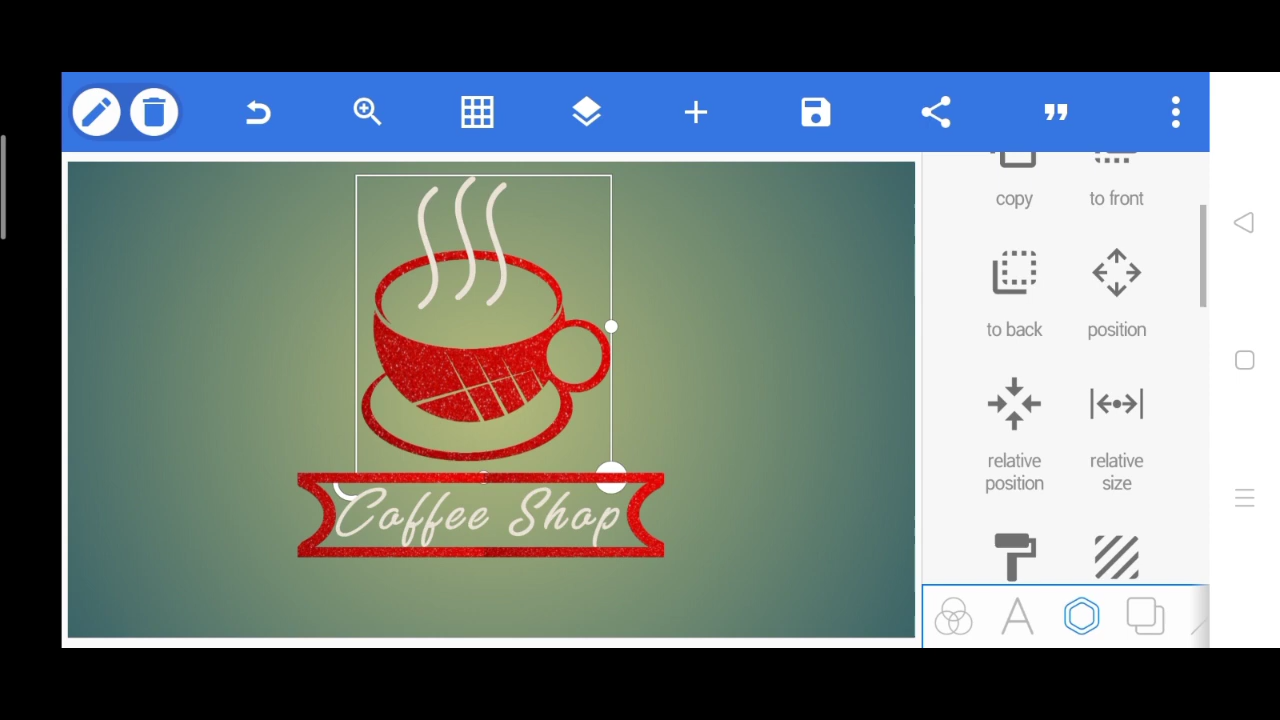 copy
to front
to back
position
relative
position
relative
size
Coffee Shop